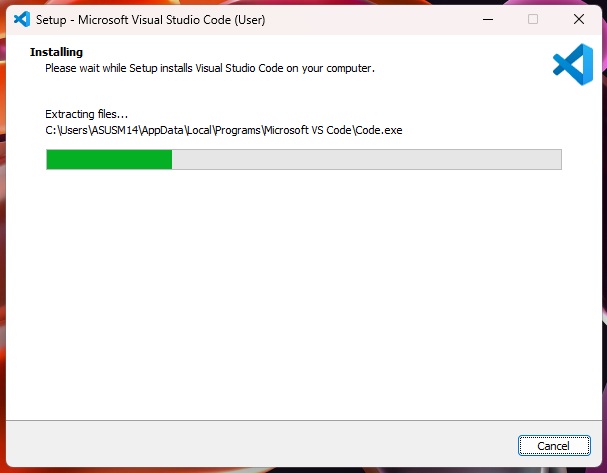 Setup - Microsoft Visual Studio Code (User)
Installing
Please wait while Setup installs Visual Studio Code on your computer.
Extracting files...
C:\Users\ASUSM14\AppData\Local\Programs\Microsoft VS Code\Code.exe
Cancel